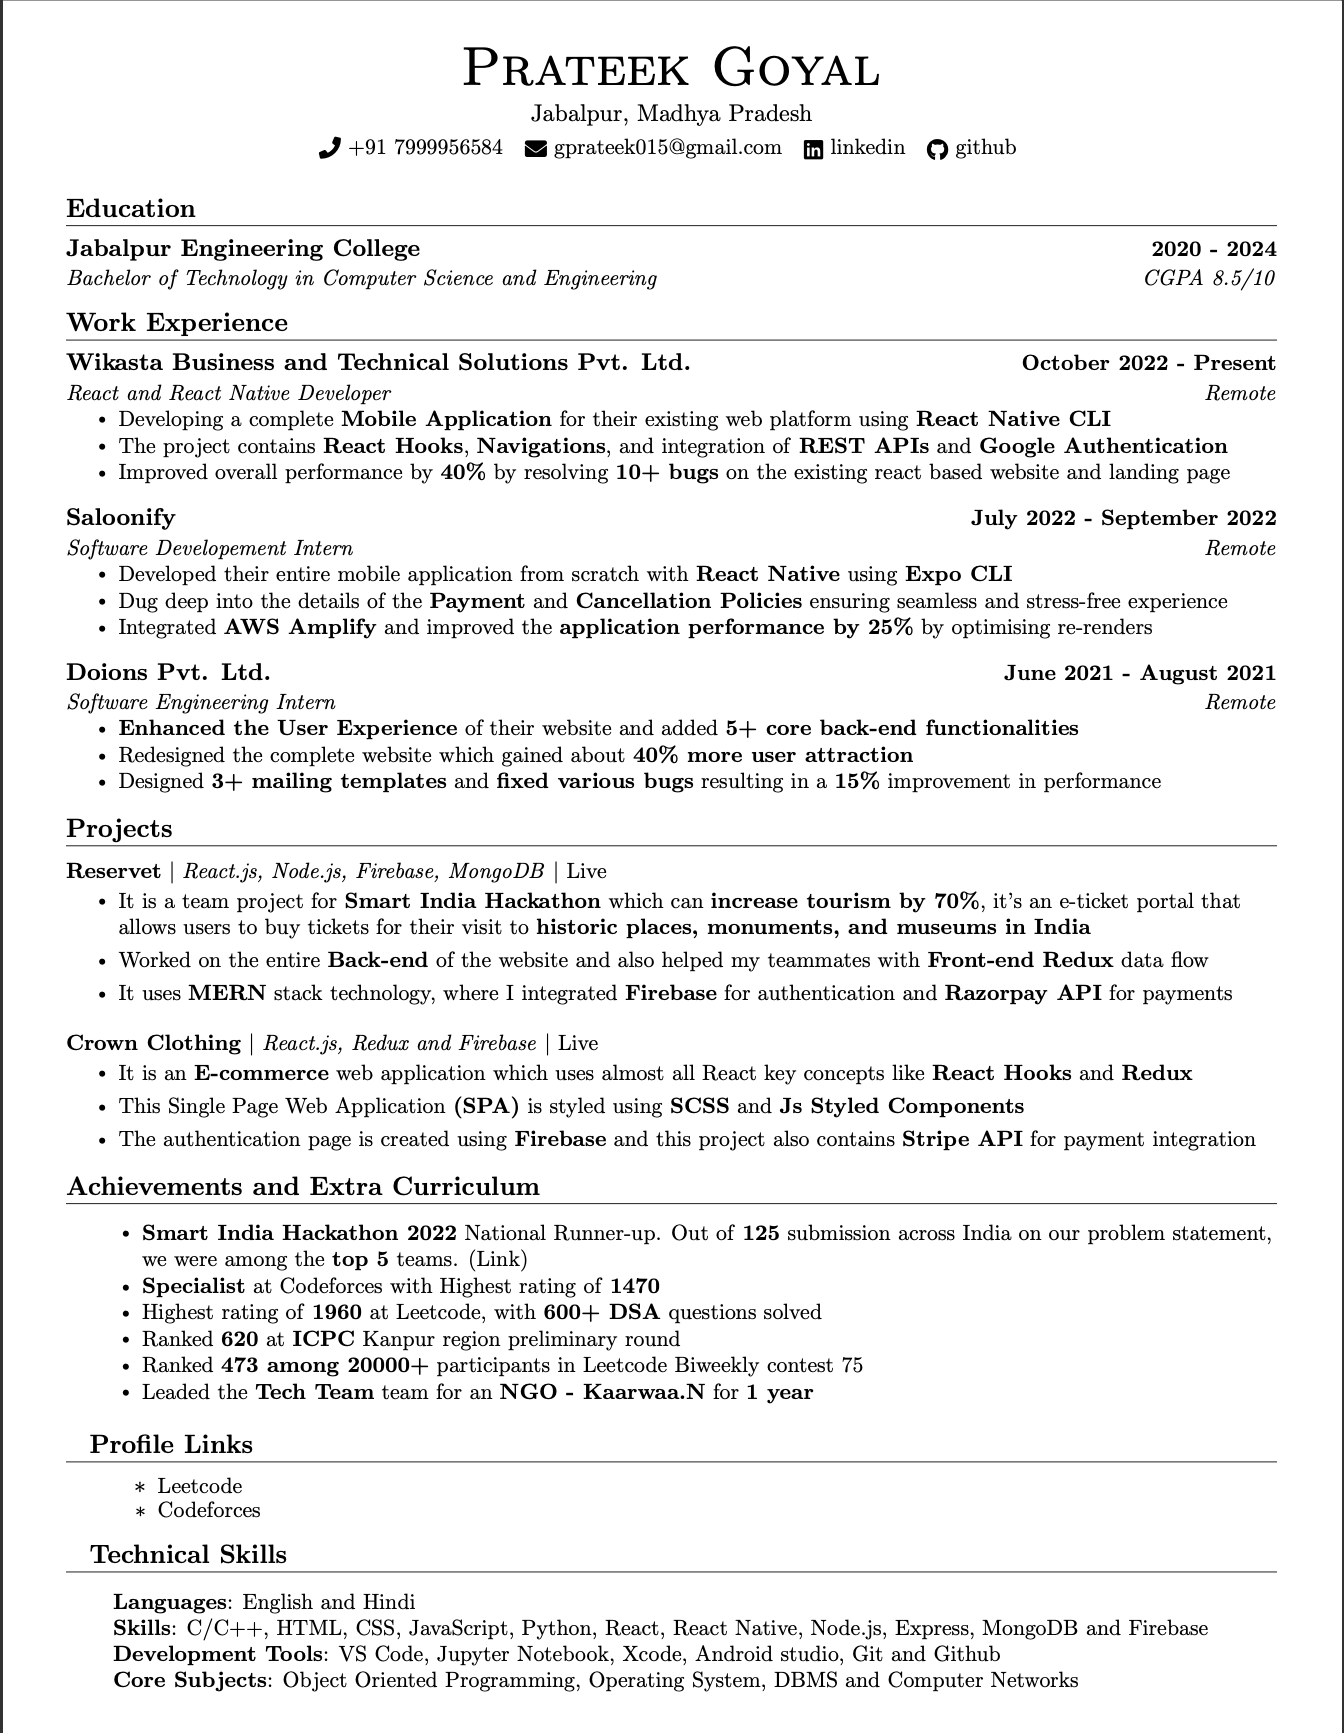 Prateek Goyal
Jabalpur, Madhya Pradesh
+91 7999956584 gprateek015@gmail.com linkedin github
Education
Jabalpur Engineering College 2020 - 2024
Bachelor of Technology in Computer Science and Engineering CGPA 8.5/10
Work Experience
Wikasta Business and Technical Solutions Pvt. Ltd. October 2022 - Present
React and React Native Developer Remote
• Developing a complete Mobile Application for their existing web platform using React Native CLI
• The project contains React Hooks, Navigations, and integration of REST APIs and Google Authentication
• Improved overall performance by 40% by resolving 10+ bugs on the existing react based website and landing page
Saloonify July 2022 - September 2022
Software Developement Intern Remote
• Developed their entire mobile application from scratch with React Native using Expo CLI
• Dug deep into the details of the Payment and Cancellation Policies ensuring seamless and stress-free experience
• Integrated AWS Amplify and improved the application performance by 25% by optimising re-renders
Doions Pvt. Ltd. June 2021 - August 2021
Software Engineering Intern Remote
• Enhanced the User Experience of their website and added 5+ core back-end functionalities
• Redesigned the complete website which gained about 40% more user attraction
• Designed 3+ mailing templates and fixed various bugs resulting in a 15% improvement in performance
Projects
Reservet | React.js, Node.js, Firebase, MongoDB | Live
• It is a team project for Smart India Hackathon which can increase tourism by 70%, it's an e-ticket portal that
allows users to buy tickets for their visit to historic places, monuments, and museums in India
• Worked on the entire Back-end of the website and also helped my teammates with Front-end Redux data flow
• It uses MERN stack technology, where I integrated Firebase for authentication and Razorpay API for payments
Crown Clothing | React.js, Redux and Firebase | Live
• It is an E-commerce web application which uses almost all React key concepts like React Hooks and Redux
• This Single Page Web Application (SPA) is styled using SCSS and Js Styled Components
• The authentication page is created using Firebase and this project also contains Stripe API for payment integration
Achievements and Extra Curriculum
• Smart India Hackathon 2022 National Runner-up. Out of 125 submission across India on our problem statement,
we were among the top 5 teams. (Link)
• Specialist at Codeforces with Highest rating of 1470
• Highest rating of 1960 at Leetcode, with 600+ DSA questions solved
• Ranked 620 at ICPC Kanpur region preliminary round
• Ranked 473 among 20000+ participants in Leetcode Biweekly contest 75
• Leaded the Tech Team team for an NGO - Kaarwaa.N for 1 year
Profile Links
∗ Leetcode
∗ Codeforces
Technical Skills
Languages: English and Hindi
Skills: C/C++, HTML, CSS, JavaScript, Python, React, React Native, Node.js, Express, MongoDB and Firebase
Development Tools: VS Code, Jupyter Notebook, Xcode, Android studio, Git and Github
Core Subjects: Object Oriented Programming, Operating System, DBMS and Computer Networks